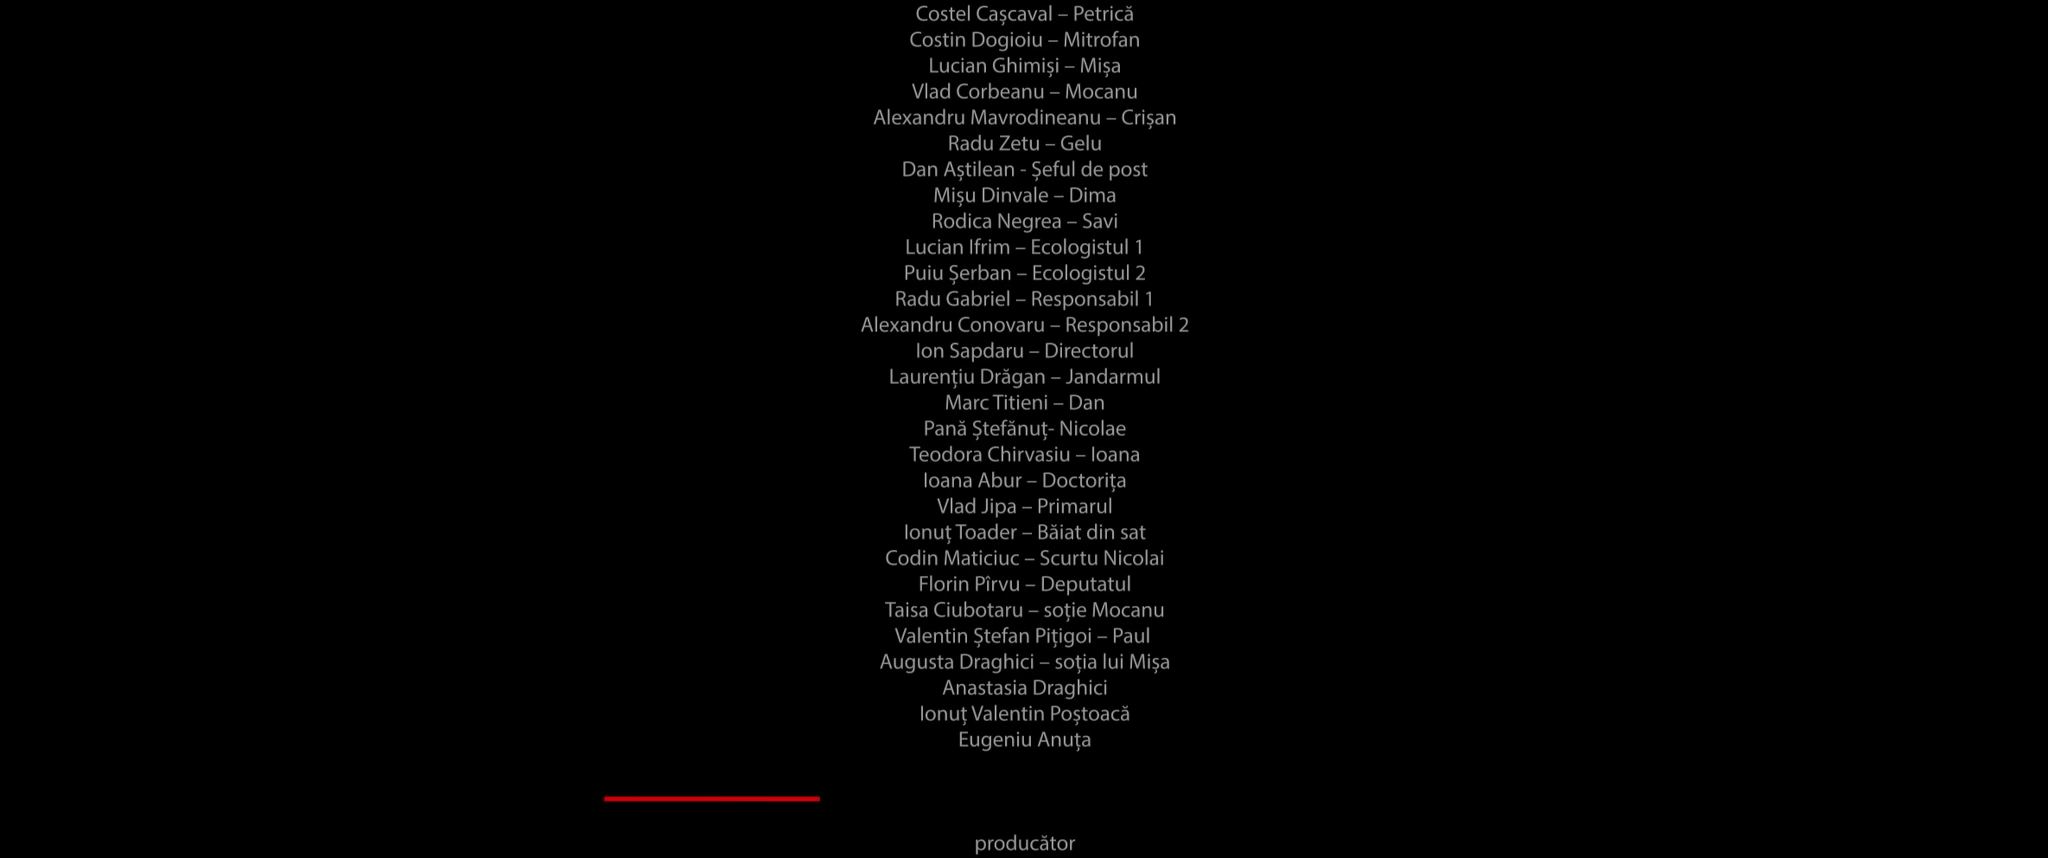 Costel Cașcaval – Petrică
Costin Dogioiu – Mitrofan
Lucian Ghimiși – Mișa
Vlad Corbeanu – Mocanu
Alexandru Mavrodineanu – Crișan
Radu Zetu – Gelu
Dan Aștilean - Șeful de post
Mișu Dinvale – Dima
Rodica Negrea – Savi
Lucian Ifrim – Ecologistul 1
Puiu Șerban – Ecologistul 2
Radu Gabriel – Responsabil 1
Alexandru Conovaru – Responsabil 2
Ion Sapdaru – Directorul
Laurențiu Drăgan – Jandarmul
Marc Titieni – Dan
Pană Ștefănuț- Nicolae
Teodora Chirvasiu – Ioana
Ioana Abur – Doctorița
Vlad Jipa – Primarul
Ionuț Toader – Băiat din sat
Codin Maticiuc – Scurtu Nicolai
Florin Pîrvu – Deputatul
Taisa Ciubotaru – soție Mocanu
Valentin Ștefan Pițigoi – Paul
Augusta Draghici – soția lui Mișa
Anastasia Draghici
Ionuț Valentin Poștoacă
Eugeniu Anuța
producător